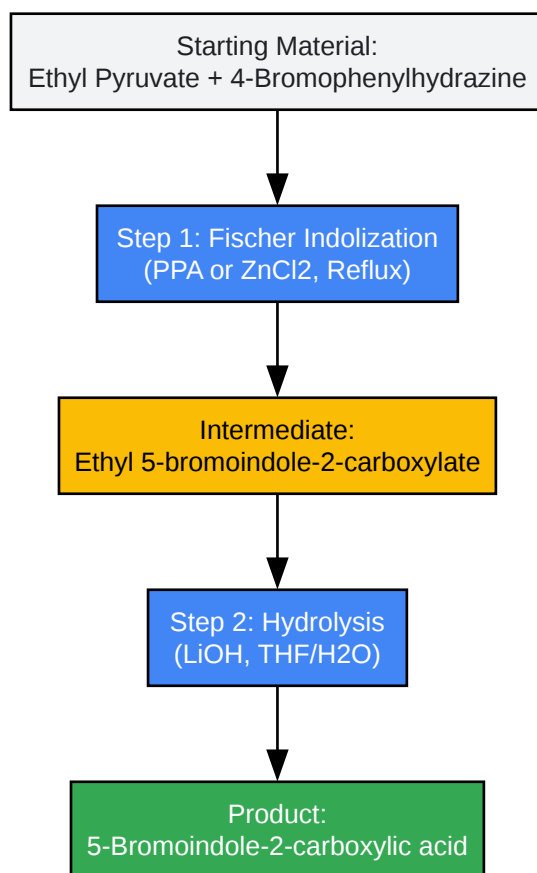 Starting Material:
Ethyl Pyruvate + 4-Bromophenylhydrazine
Step 1: Fischer Indolization
(PPA or ZnCl2, Reflux)
Intermediate:
Ethyl 5-bromoindole-2-carboxylate
Step 2: Hydrolysis
(LiOH, THF/H2O)
Product:
5-Bromoindole-2-carboxylic acid